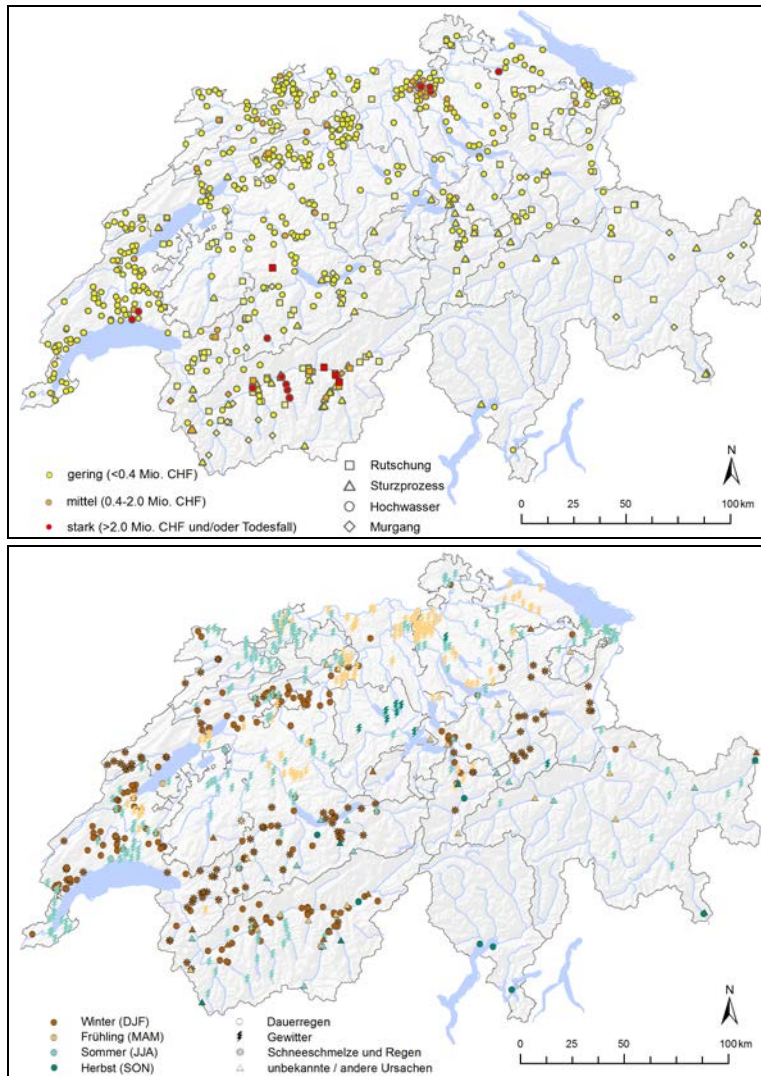 gering (<0.4 Mio. CHF)
mittel (0.4-2.0 Mio. CHF)
stark (>2.0 Mio. CHF und/oder Todesfall)
Rutschung
Sturzprozess
Hochwasser
Murgang
N
0 25 50 100 km
Winter (DJF)
Frühling (MAM)
Sommer (JJA)
Herbst (SON)
Dauerregen
Gewitter
Schneeschmelze und Regen
unbekannte / andere Ursachen
N
0 25 50 100 km